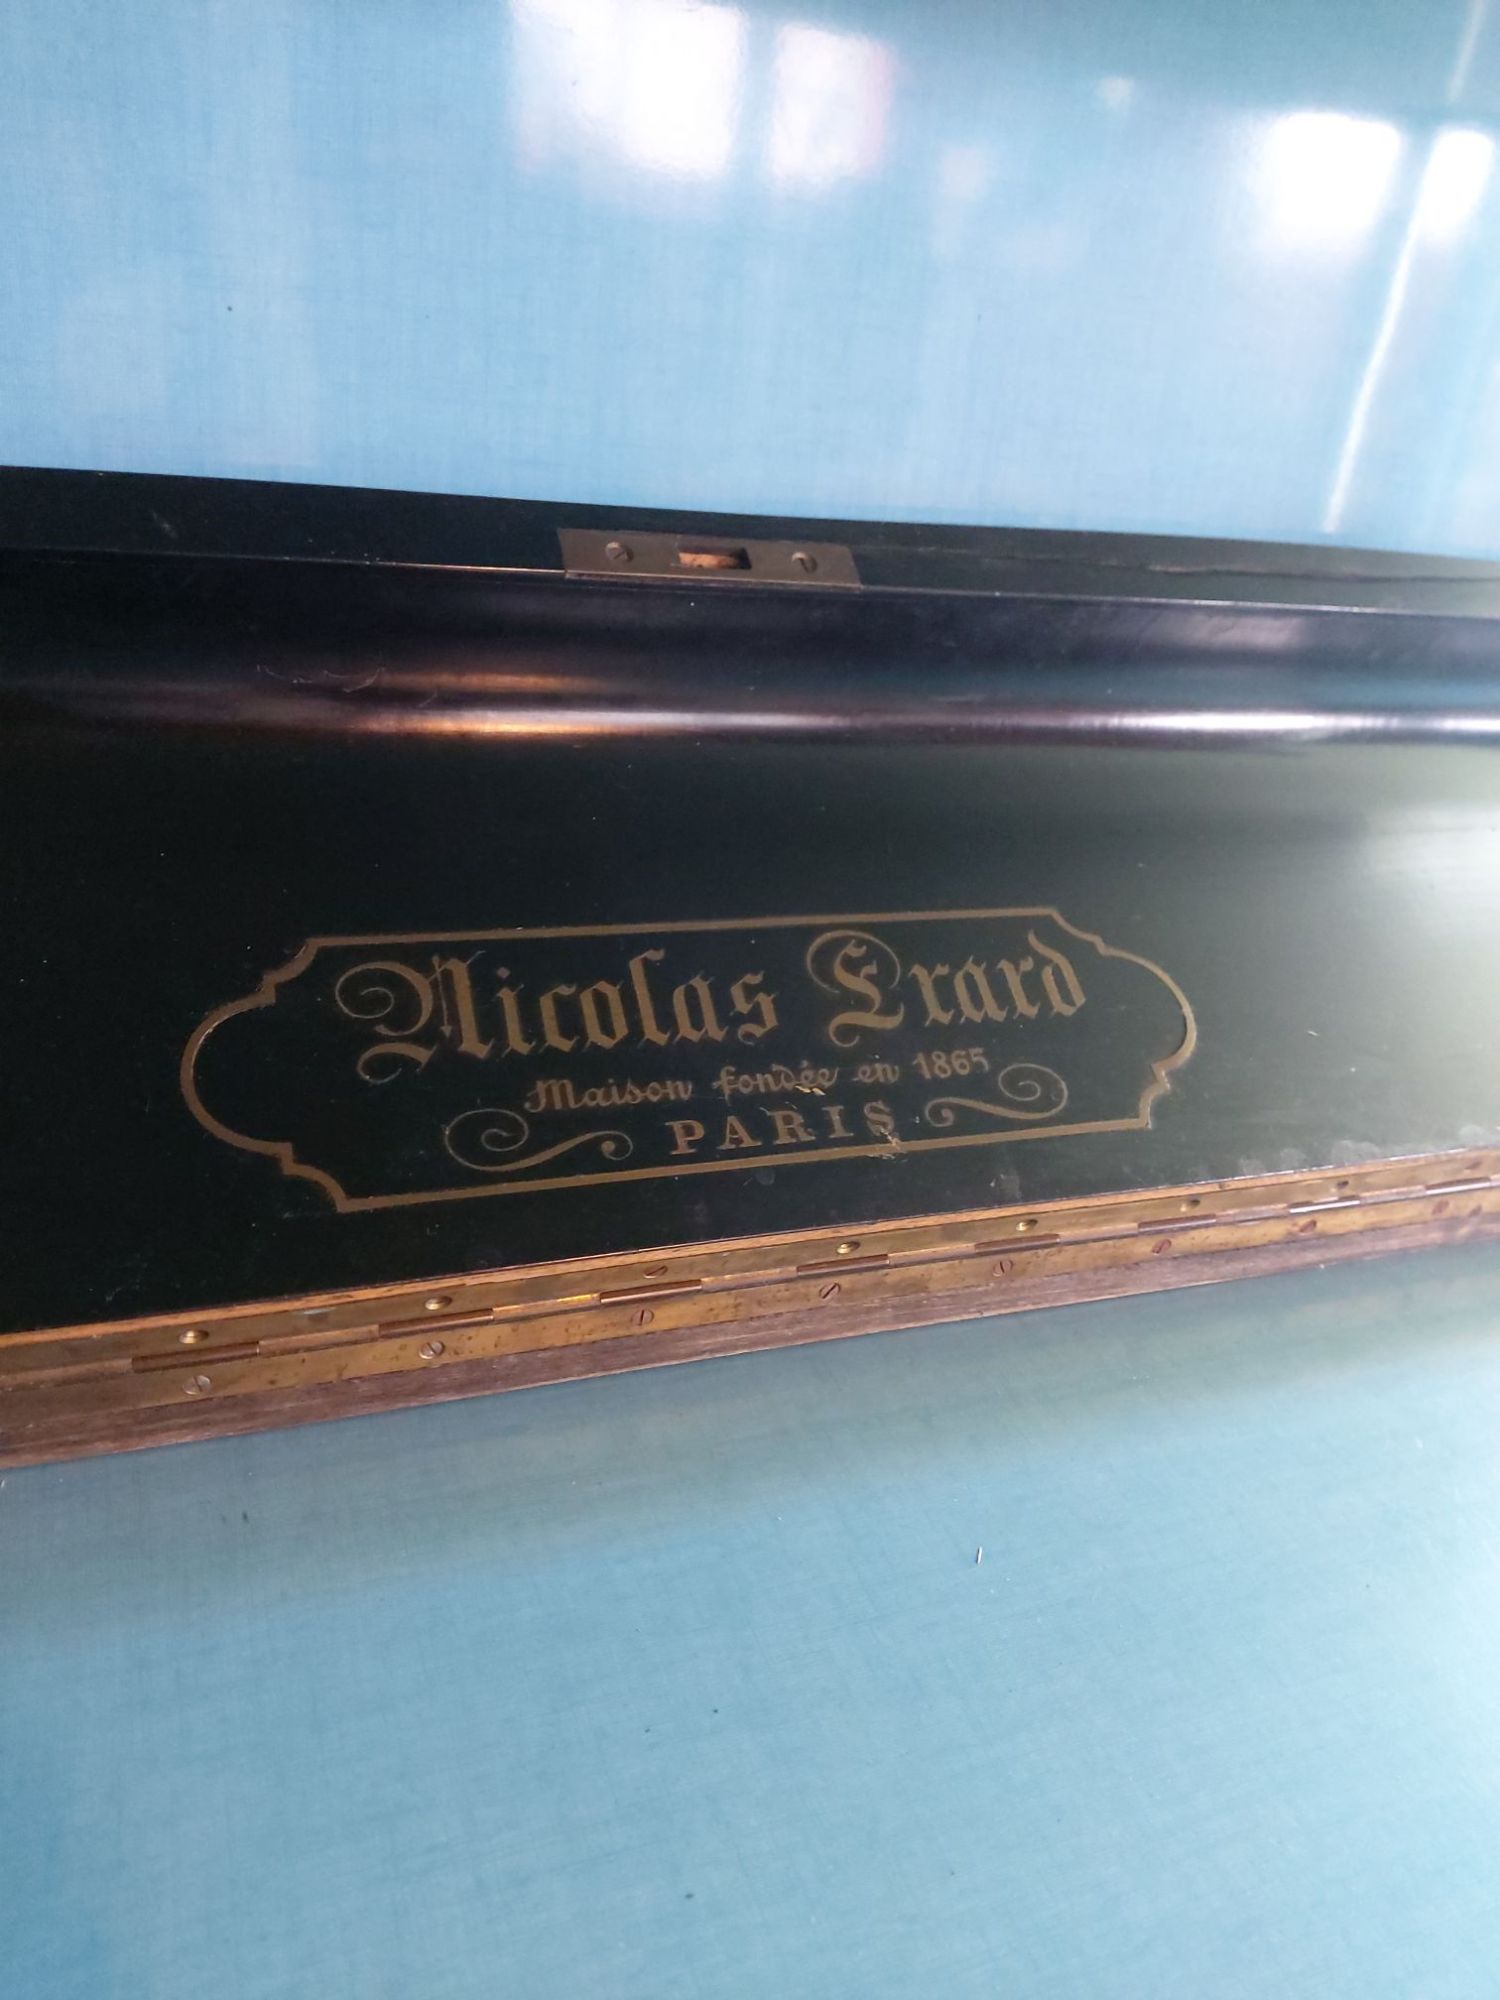 Nicolas Erard
Maison fondée en 1865
PARIS